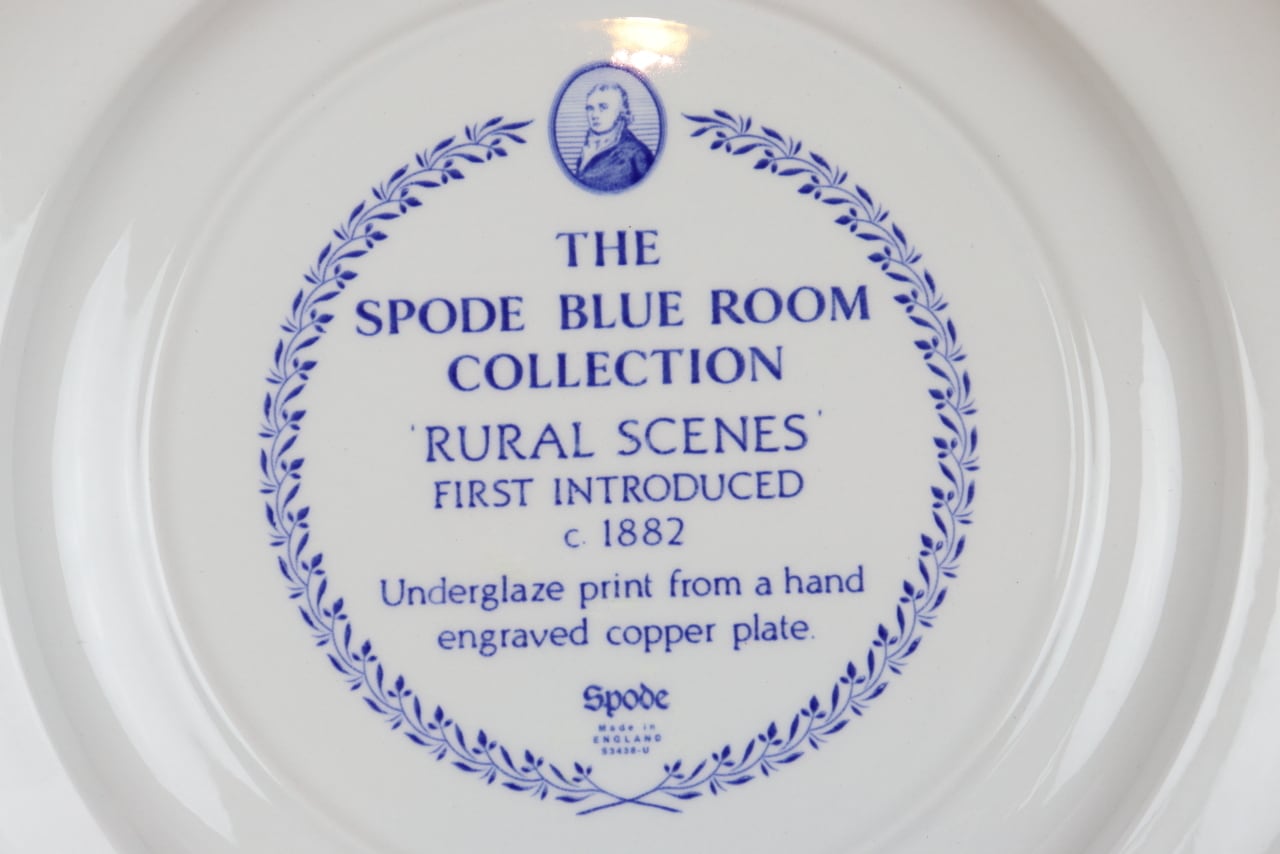 THE
SPODE BLUE ROOM
COLLECTION
'RURAL SCENES'
FIRST INTRODUCED
c. 1882
Underglaze print from a hand
engraved copper plate.
Spode
Made in
ENGLAND
S3438-U